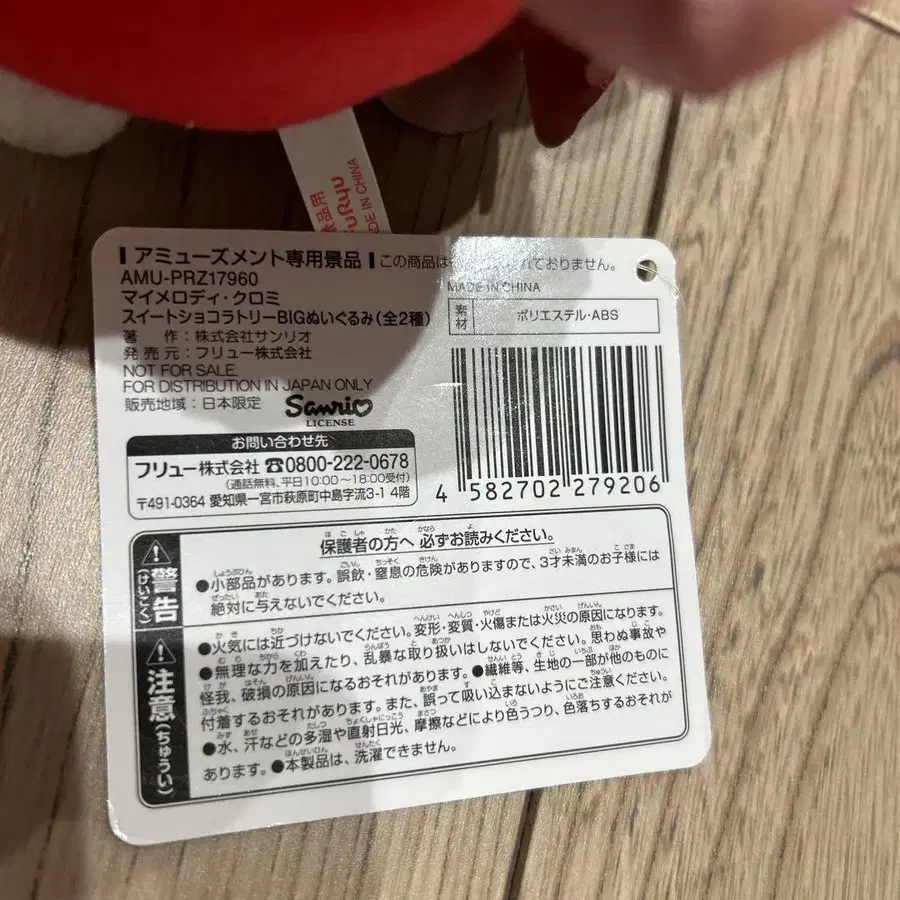 品用
FuRyu
DE IN CHINA
アミューズメント専用景品 この商品は れておりません。
AMU-PRZ17960
マイメロディ・クロミ
スイートショコラトリーBIGぬいぐるみ(全2種)
著 作:株式会社サンリオ
発売元:フリュー株式会社
NOT FOR SALE.
FOR DISTRIBUTION IN JAPAN ONLY
販売地域:日本限定
Sanrio
LICENSE
MADE IN CHINA
素材 ポリエステル・ABS
4 582702 279206
お問い合わせ先
フリュー株式会社 ☎0800-222-0678
(通話無料、平日10:00~18:00受付)
〒491-0364 愛知県一宮市萩原町中島字流3-1 4階
警告(けいこく)
保護者の方へ 必ずお読みください。
●小部品があります。誤飲・窒息の危険がありますので、3才未満のお子様には
絶対に与えないでください。
注意(ちゅうい)
●火気には近づけないでください。変形・変質・火傷または火災の原因になります。
●無理な力を加えたり、乱暴な取り扱いはしないでください。思わぬ事故や
怪我、破損の原因になるおそれがあります。●繊維等、生地の一部が他のものに
付着するおそれがあります。また、誤って吸い込まないようにご注意ください。
●水、汗などの多湿や直射日光、摩擦などにより色うつり、色落ちするおそれが
あります。●本製品は、洗濯できません。